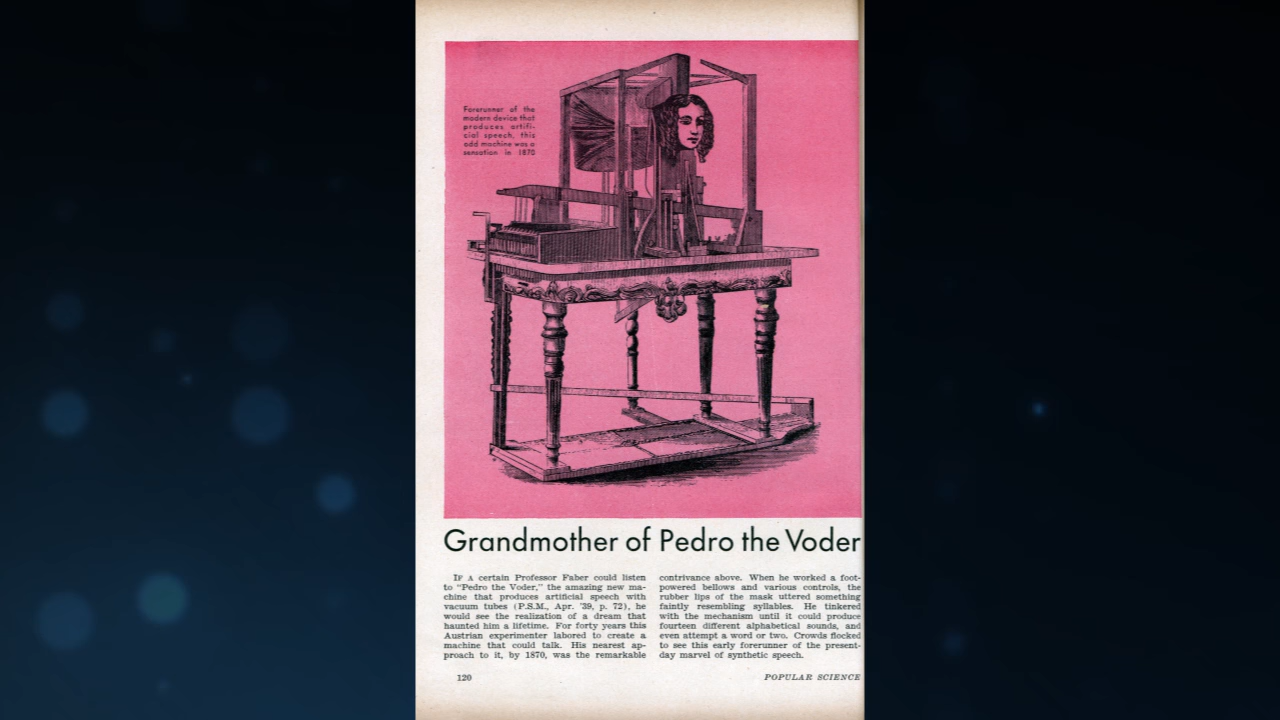 Forerunner of the
modern device that
produces artifi-
cial speech, this
odd machine was a
sensation in 1870
Grandmother of Pedro the Voder
If a certain Professor Faber could listen
to "Pedro the Voder," the amazing new ma-
chine that produces artificial speech with
vacuum tubes (P.S.M., Apr. '39, p. 72), he
would see the realization of a dream that
haunted him a lifetime. For forty years this
Austrian experimenter labored to create a
machine that could talk. His nearest ap-
proach to it, by 1870, was the remarkable
contrivance above. When he worked a foot-
powered bellows and various controls, the
rubber lips of the mask uttered something
faintly resembling syllables. He tinkered
with the mechanism until it could produce
fourteen different alphabetical sounds, and
even attempt a word or two. Crowds flocked
to see this early forerunner of the present-
day marvel of synthetic speech.
120
POPULAR SCIENCE